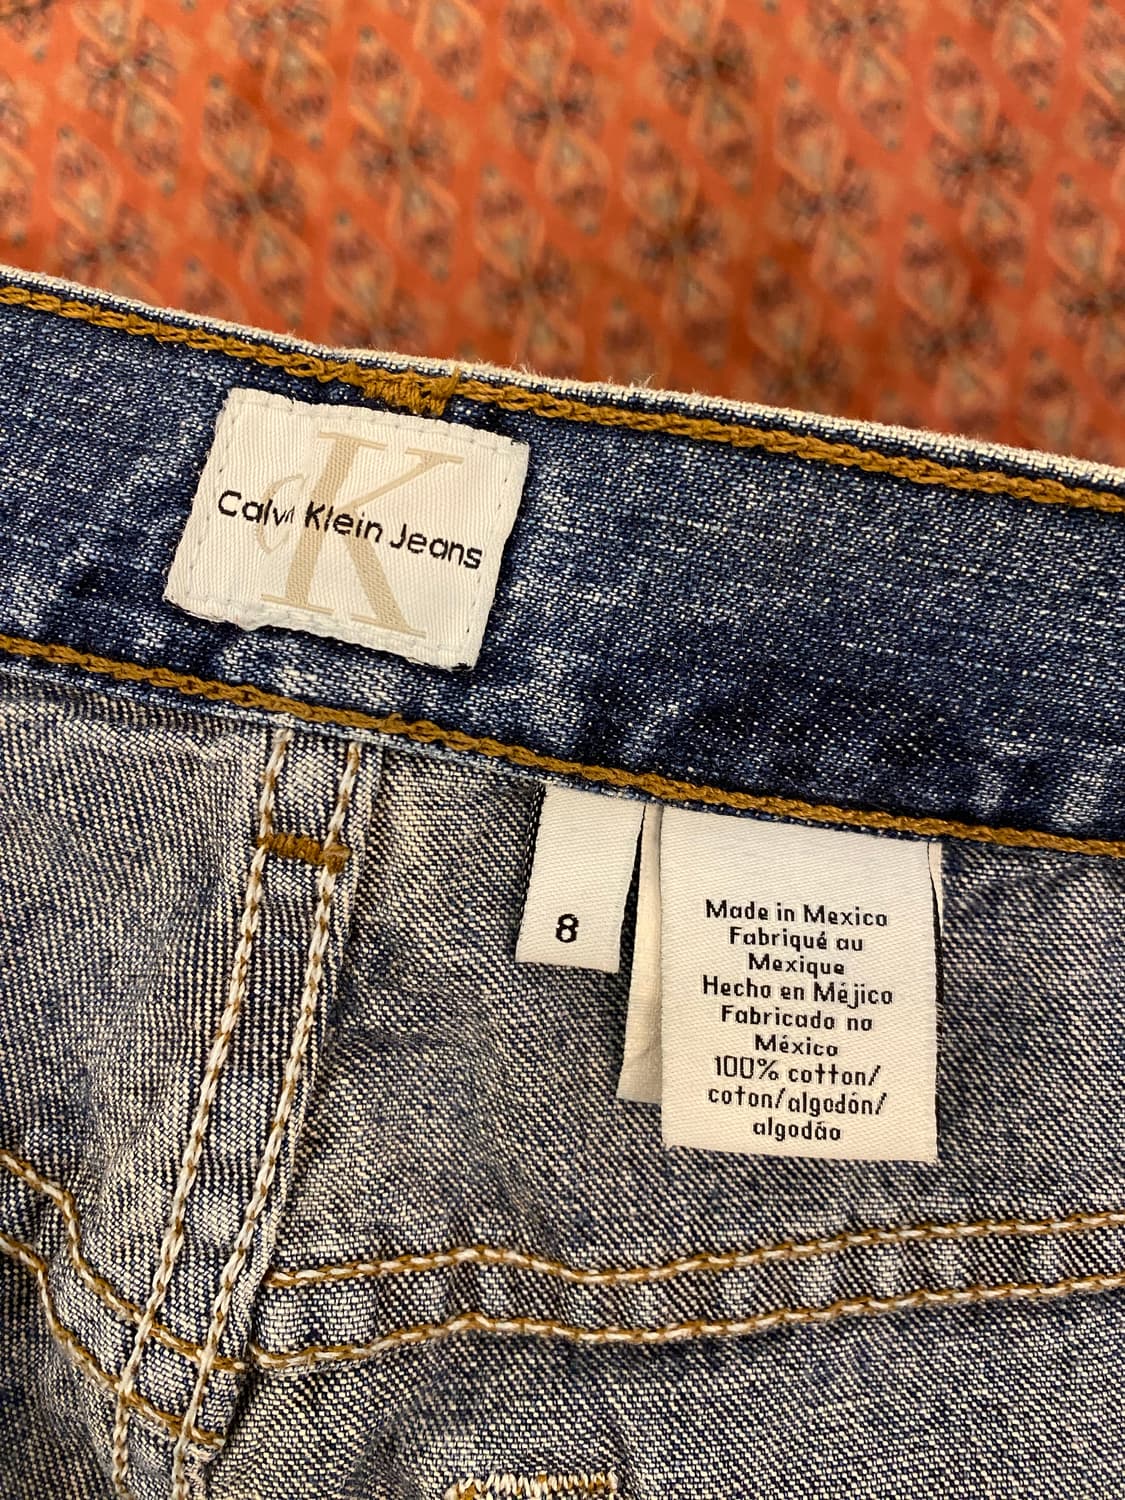 cK
Calvin Klein Jeans
8
Made in Mexico
Fabriqué au
Mexique
Hecho en Méjico
Fabricado no
México
100% cotton/
coton/algodón/
algodão